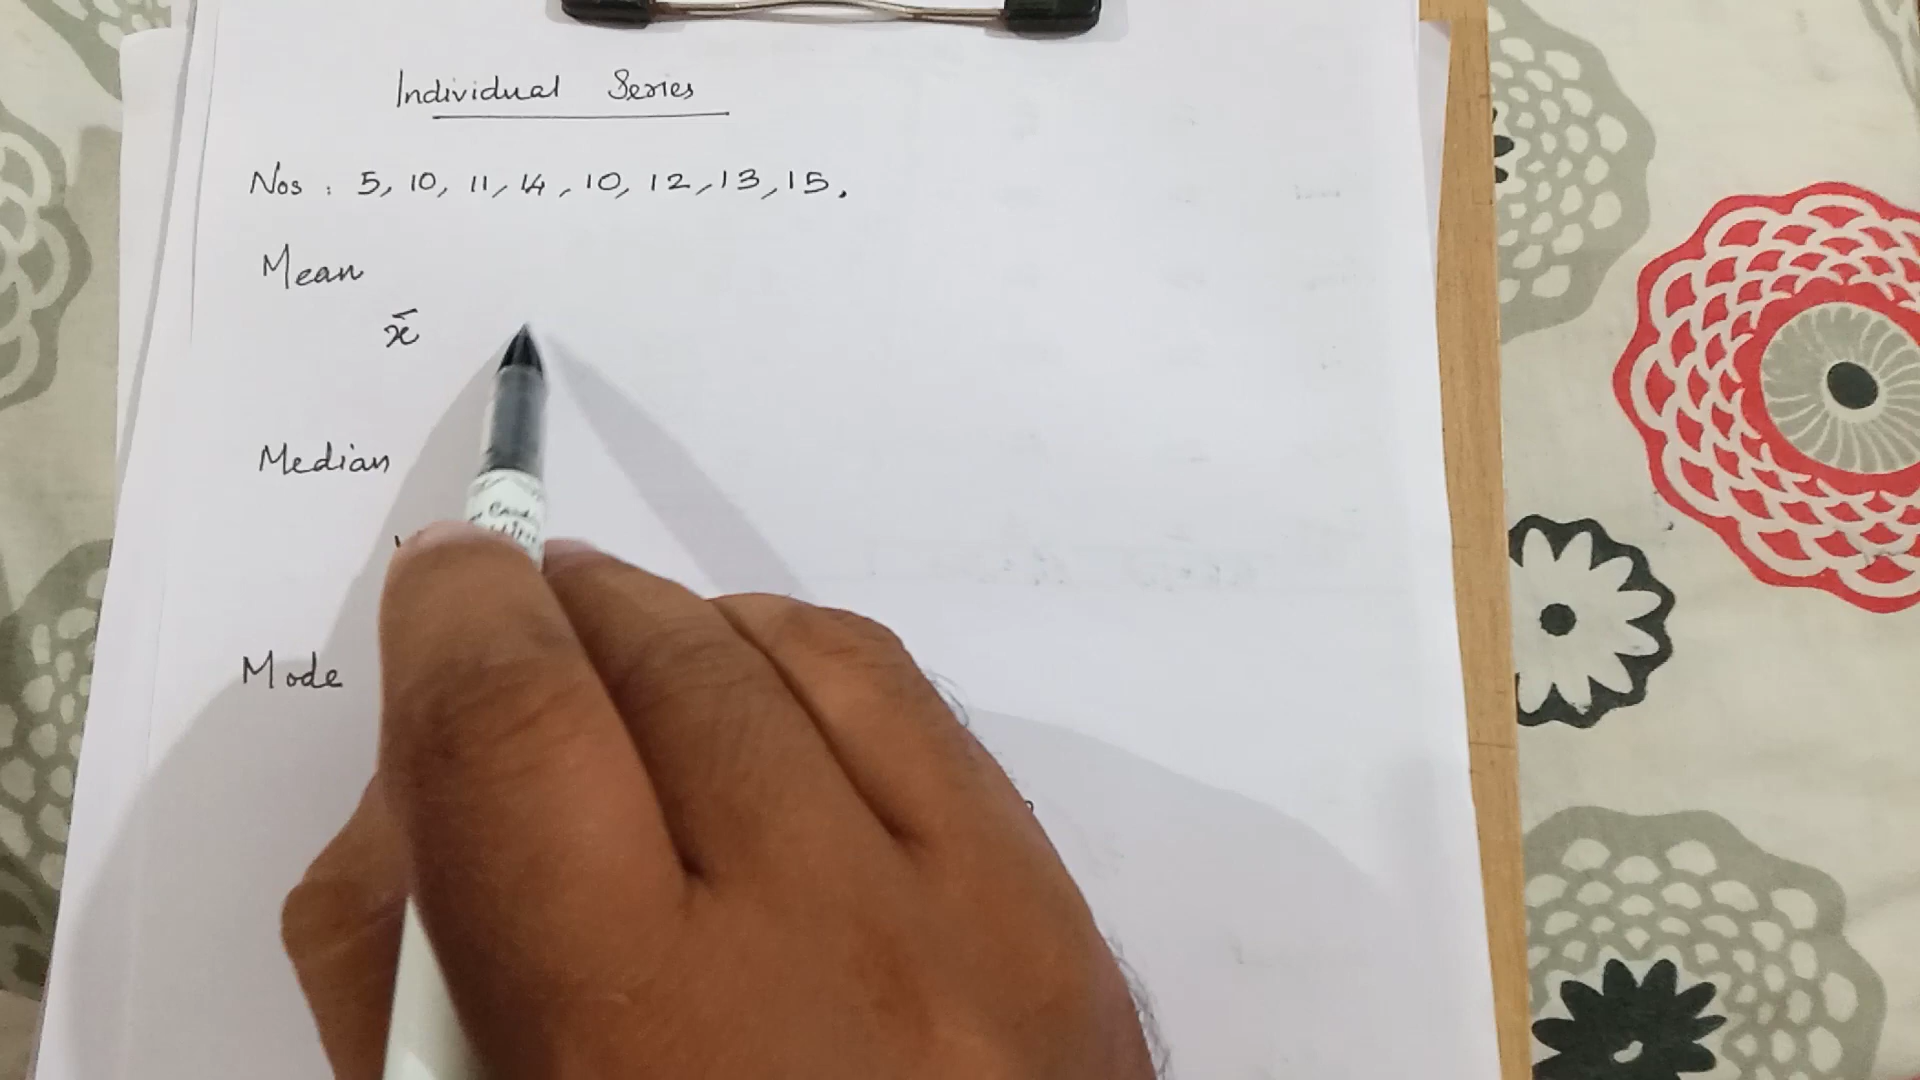 Individual Series
Nos : 5, 10, 11, 14, 10, 12, 13, 15.
Mean
x̄
Median
Mode